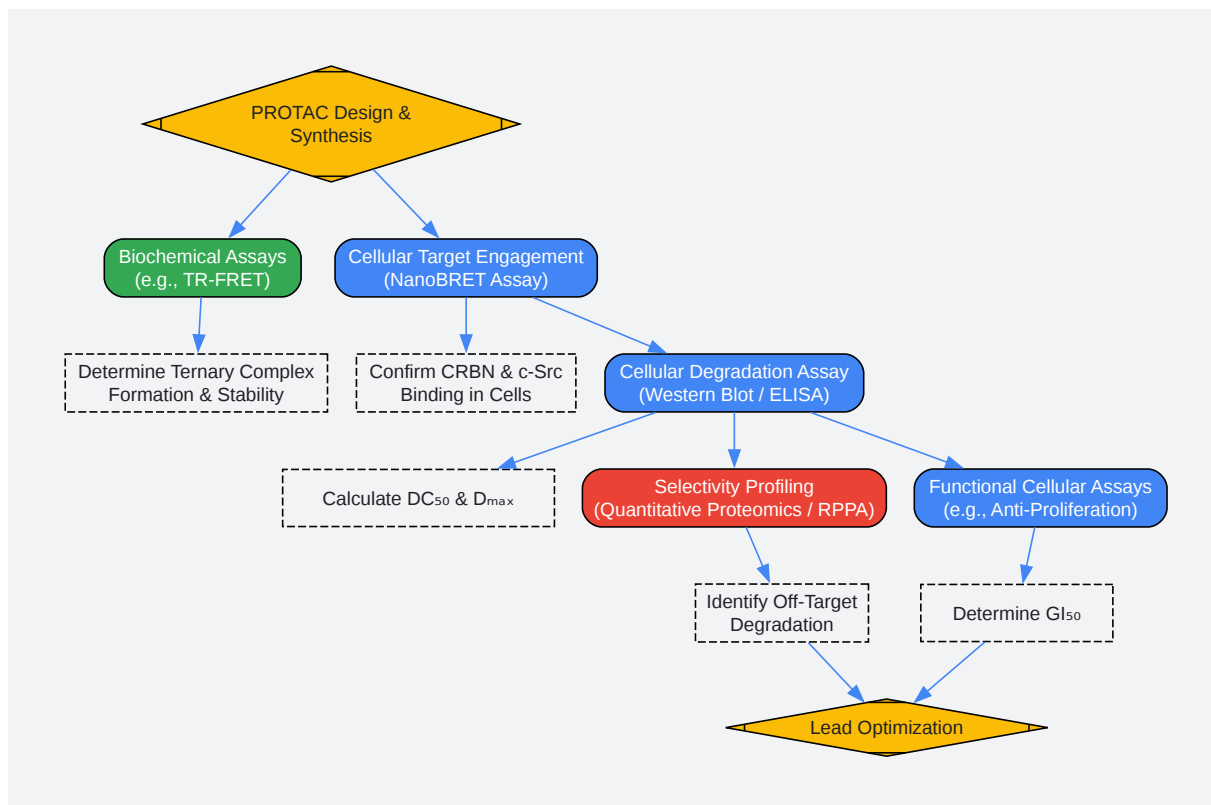 PROTAC Design &
Synthesis
Biochemical Assays
(e.g., TR-FRET)
Cellular Target Engagement
(NanoBRET Assay)
Determine Ternary Complex
Formation & Stability
Confirm CRBN & c-Src
Binding in Cells
Cellular Degradation Assay
(Western Blot / ELISA)
Calculate DC₅₀ & Dₘₐₓ
Selectivity Profiling
(Quantitative Proteomics / RPPA)
Functional Cellular Assays
(e.g., Anti-Proliferation)
Identify Off-Target
Degradation
Determine GI₅₀
Lead Optimization